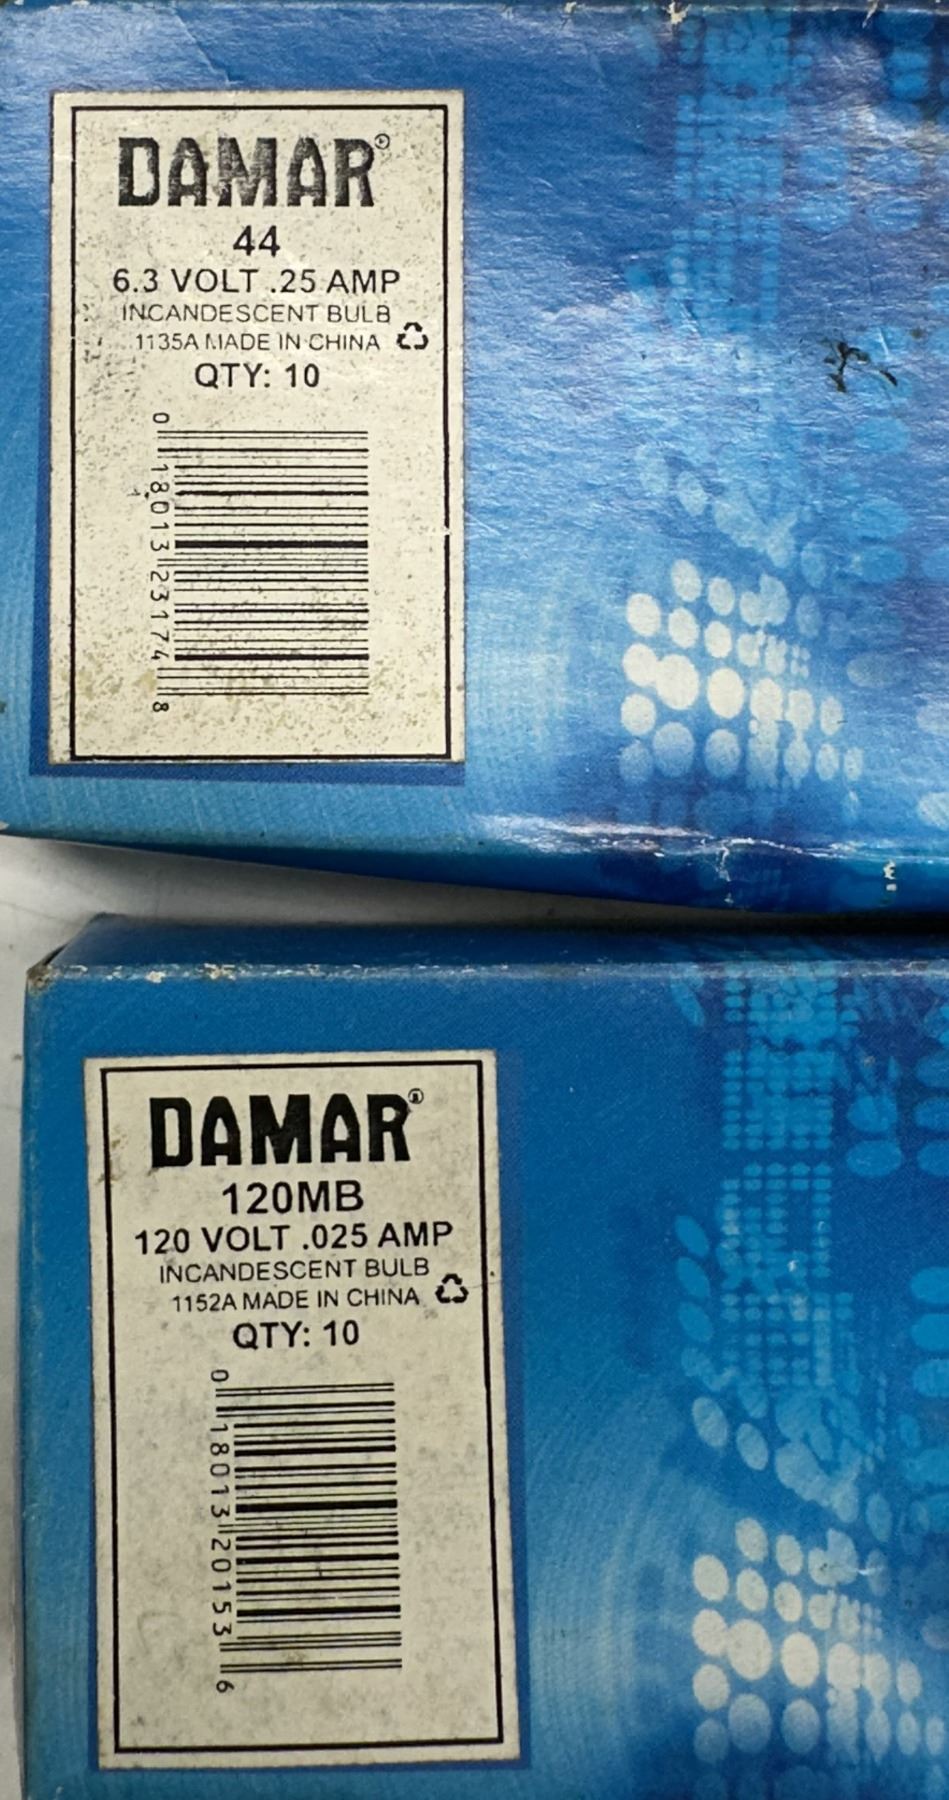 DAMAR®
44
6.3 VOLT .25 AMP
INCANDESCENT BULB
1135A MADE IN CHINA
QTY: 10
0 18013 23174 8
DAMAR®
120MB
120 VOLT .025 AMP
INCANDESCENT BULB
1152A MADE IN CHINA
QTY: 10
0 18013 20153 6